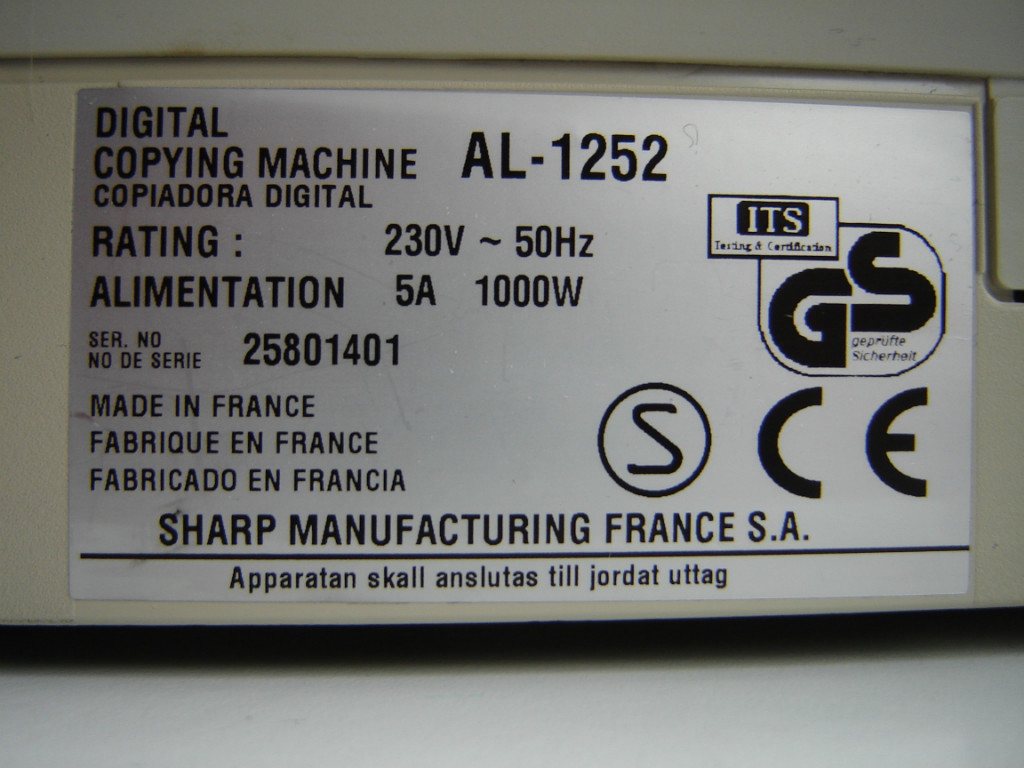 DIGITAL
COPYING MACHINE AL-1252
COPIADORA DIGITAL
ITS
Testing & Certification
RATING : 230V ~ 50Hz
ALIMENTATION 5A 1000W
GS
geprüfte
Sicherheit
SER. NO
NO DE SERIE 25801401
MADE IN FRANCE
FABRIQUE EN FRANCE
FABRICADO EN FRANCIA
S CE
SHARP MANUFACTURING FRANCE S.A.
Apparatan skall anslutas till jordat uttag